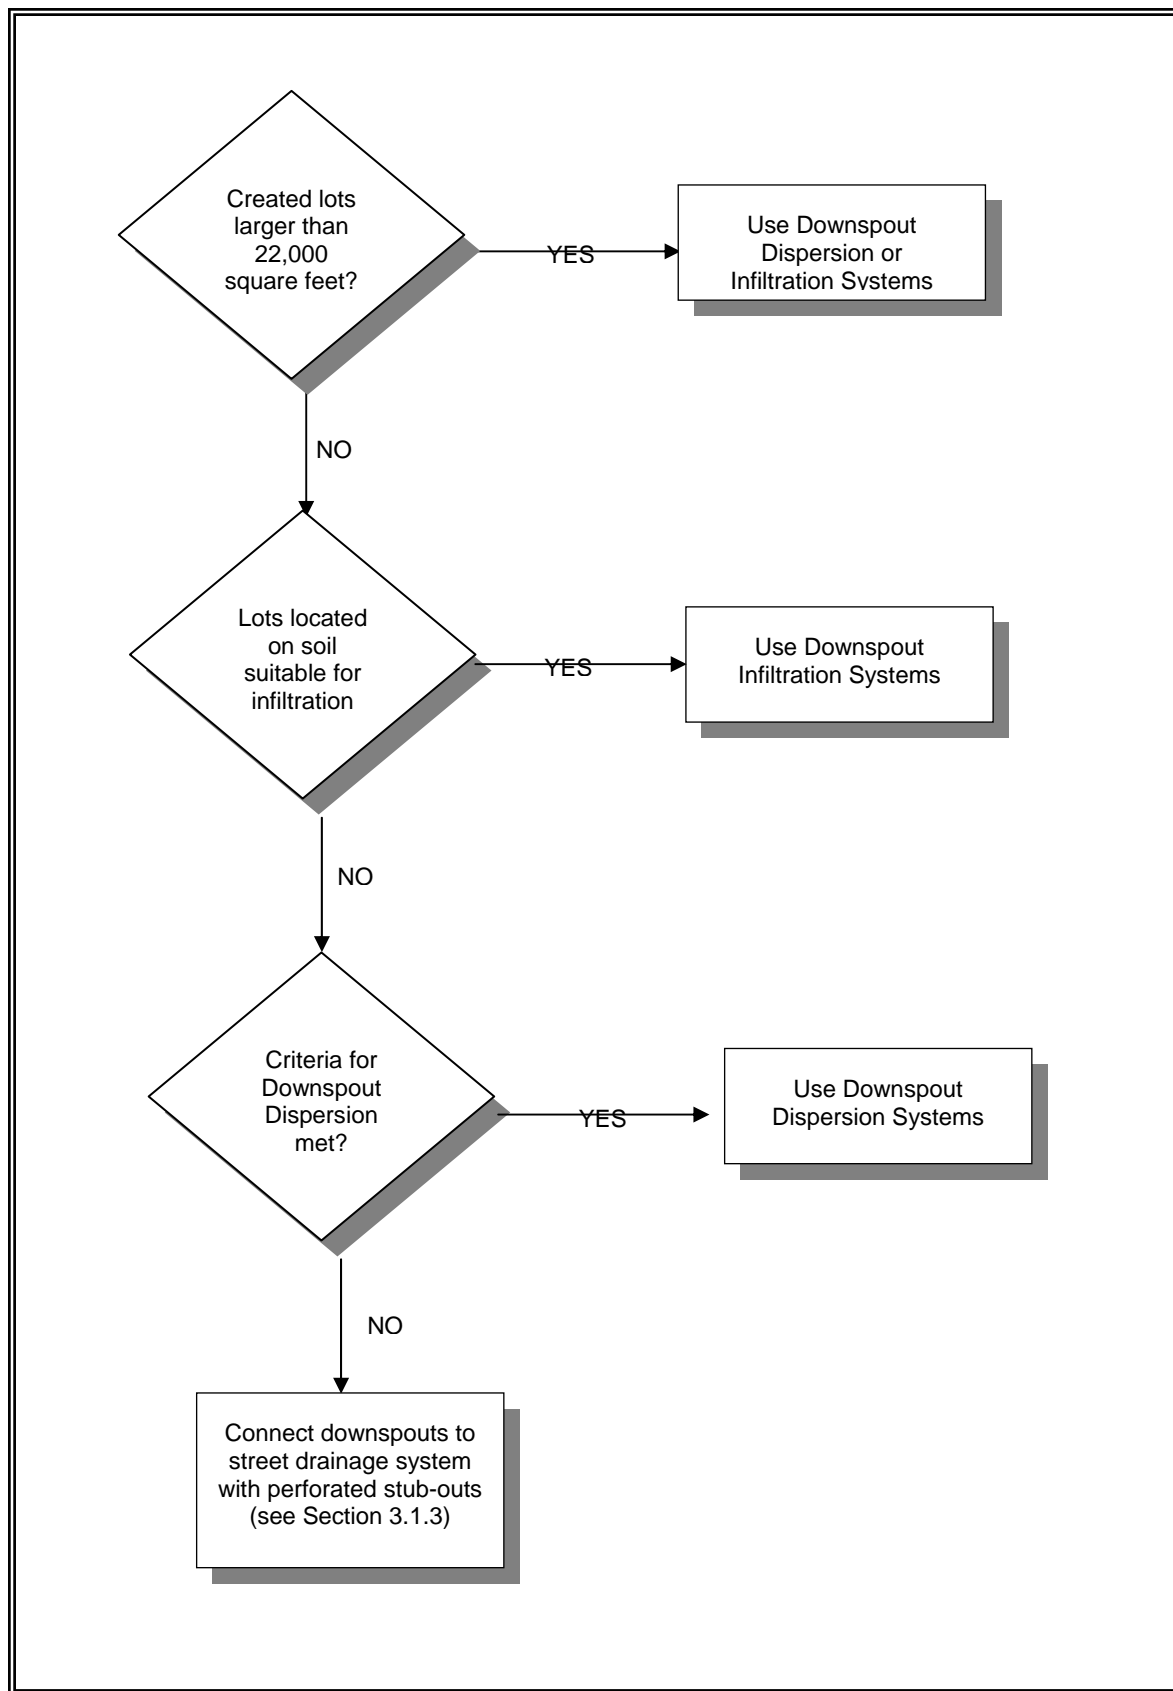 Created lots
larger than
22,000
square feet?
YES
Use Downspout
Dispersion or
Infiltration Systems
NO
Lots located
on soil
suitable for
infiltration
YES
Use Downspout
Infiltration Systems
NO
Criteria for
Downspout
Dispersion
met?
YES
Use Downspout
Dispersion Systems
NO
Connect downspouts to
street drainage system
with perforated stub-outs
(see Section 3.1.3)